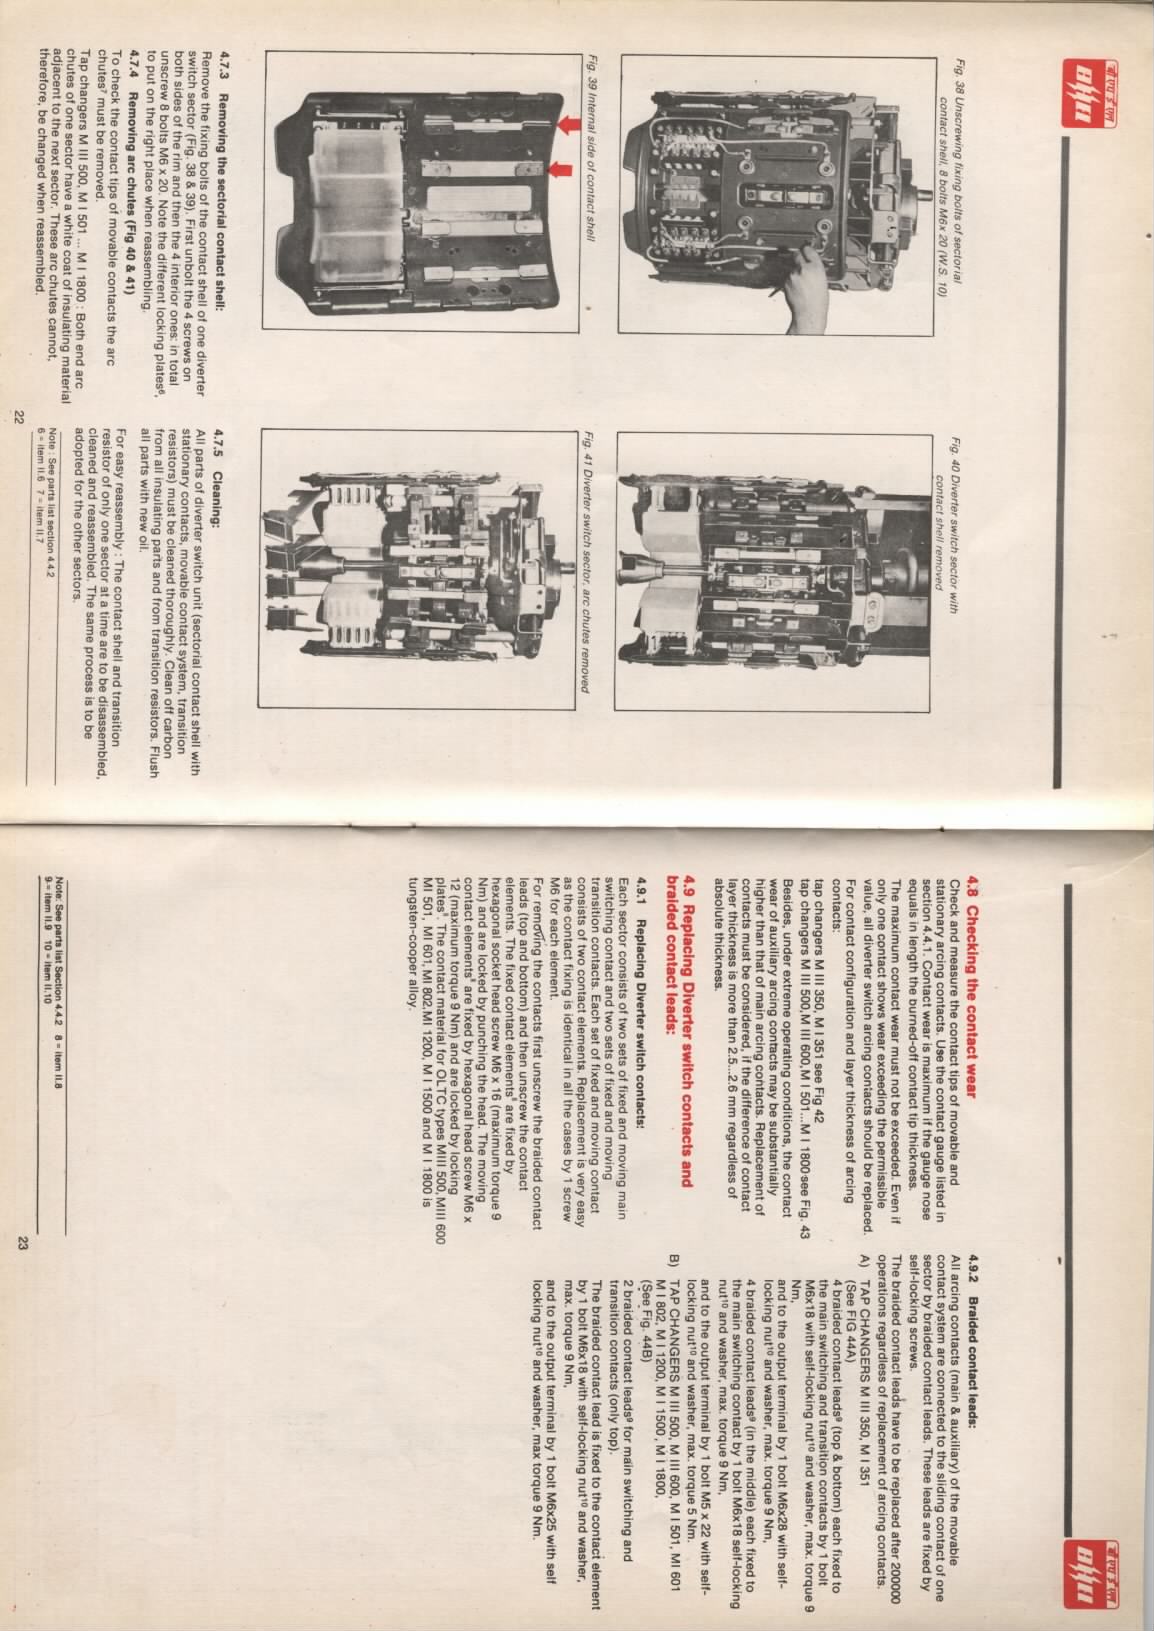 बी एच ई एल
Fig. 38 Unscrewing fixing bolts of sectorial
contact shell, 8 bolts M6x 20 (W.S. 10)
Fig. 39 Internal side of contact shell
4.7.3 Removing the sectorial contact shell:
Remove the fixing bolts of the contact shell of one diverter
switch sector (Fig. 38 & 39). First unbolt the 4 screws on
both sides of the rim and then the 4 interior ones: in total
unscrew 8 bolts M6 x 20. Note the different locking plates⁶,
to put on the right place when reassembling.
4.7.4 Removing arc chutes (Fig 40 & 41)
To check the contact tips of movable contacts the arc
chutes⁷ must be removed.
Tap changers M III 500, M I 501 ... M I 1800 : Both end arc
chutes of one sector have a white coat of insulating material
adjacent to the next sector. These arc chutes cannot,
therefore, be changed when reassembled.
Fig. 40 Diverter switch sector with
contact shell removed
Fig. 41 Diverter switch sector, arc chutes removed
4.7.5 Cleaning:
All parts of diverter switch unit (sectorial contact shell with
stationary contacts, movable contact system, transition
resistors) must be cleaned thoroughly. Clean off carbon
from all insulating parts and from transition resistors. Flush
all parts with new oil.
For easy reassembly : The contact shell and transition
resistor of only one sector at a time are to be disassembled,
cleaned and reassembled. The same process is to be
adopted for the other sectors.
Note : See parts list section 4.4.2
6 = item II.6 7 = item II.7
22
4.8 Checking the contact wear
Check and measure the contact tips of movable and
stationary arcing contacts. Use the contact gauge listed in
section 4.4.1. Contact wear is maximum if the gauge nose
equals in length the burned-off contact tip thickness.
The maximum contact wear must not be exceeded. Even if
only one contact shows wear exceeding the permissible
value, all diverter switch arcing contacts should be replaced.
For contact configuration and layer thickness of arcing
contacts:
tap changers M III 350, M I 351 see Fig 42
tap changers M III 500,M III 600,M I 501...M I 1800 see Fig. 43
Besides, under extreme operating conditions, the contact
wear of auxiliary arcing contacts may be substantially
higher than that of main arcing contacts. Replacement of
contacts must be considered, if the difference of contact
layer thickness is more than 2.5...2.6 mm regardless of
absolute thickness.
4.9 Replacing Diverter switch contacts and
braided contact leads:
4.9.1 Replacing Diverter switch contacts:
Each sector consists of two sets of fixed and moving main
switching contact and two sets of fixed and moving
transition contacts. Each set of fixed and moving contact
consists of two contact elements. Replacement is very easy
as the contact fixing is identical in all the cases by 1 screw
M6 for each element.
For removing the contacts first unscrew the braided contact
leads (top and bottom) and then unscrew the contact
elements. The fixed contact elements⁸ are fixed by
hexagonal socket head screw M6 x 16 (maximum torque 9
Nm) and are locked by punching the head. The moving
contact elements⁸ are fixed by hexagonal head screw M6 x
12 (maximum torque 9 Nm) and are locked by locking
plates⁸. The contact material for OLTC types MIII 500,MIII 600
MI 501, MI 601,MI 802,MI 1200, M I 1500 and M I 1800 is
tungsten-cooper alloy.
Note: See parts list Section 4.4.2 8 = item II.8
9 = item II.9 10 = item II.10
4.9.2 Braided contact leads:
All arcing contacts (main & auxiliary) of the movable
contact system are connected to the sliding contact of one
sector by braided contact leads. These leads are fixed by
self-locking screws.
The braided contact leads have to be replaced after 200000
operations regardless of replacement of arcing contacts.
A) TAP CHANGERS M III 350, M I 351
(See FIG 44A)
4 braided contact leads⁹ (top & bottom) each fixed to
the main switching and transition contacts by 1 bolt
M6x18 with self-locking nut¹⁰ and washer, max. torque 9
Nm.
and to the output terminal by 1 bolt M6x28 with self-
locking nut¹⁰ and washer, max. torque 9 Nm,
4 braided contact leads⁹ (in the middle) each fixed to
the main switching contact by 1 bolt M6x18 self-locking
nut¹⁰ and washer, max. torque 9 Nm,
and to the output terminal by 1 bolt M5 x 22 with self-
locking nut¹⁰ and washer, max. torque 5 Nm.
B) TAP CHANGERS M III 500, M III 600, M I 501, MI 601
M I 802, M I 1200, M I 1500 , M I 1800,
(See Fig. 44B)
2 braided contact leads⁹ for main switching and
transition contacts (only top).
The braided contact lead is fixed to the contact element
by 1 bolt M6x18 with self-locking nut¹⁰ and washer,
max. torque 9 Nm,
and to the output terminal by 1 bolt M6x25 with self
locking nut¹⁰ and washer, max torque 9 Nm.
23
बी एच ई एल